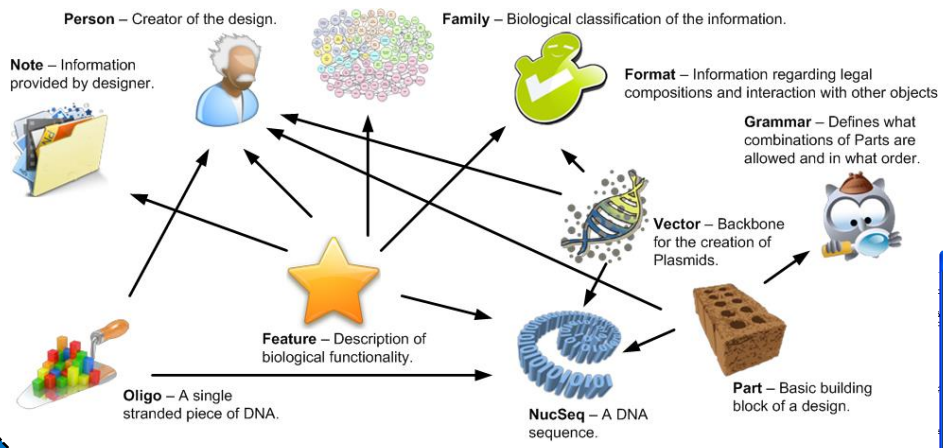 Person – Creator of the design.
Family – Biological classification of the information.
Note – Information
provided by designer.
Format – Information regarding legal
compositions and interaction with other objects
Grammar – Defines what
combinations of Parts are
allowed and in what order.
Vector – Backbone
for the creation of
Plasmids.
Feature – Description of
biological functionality.
Oligo – A single
stranded piece of DNA.
NucSeq – A DNA
sequence.
Part – Basic building
block of a design.